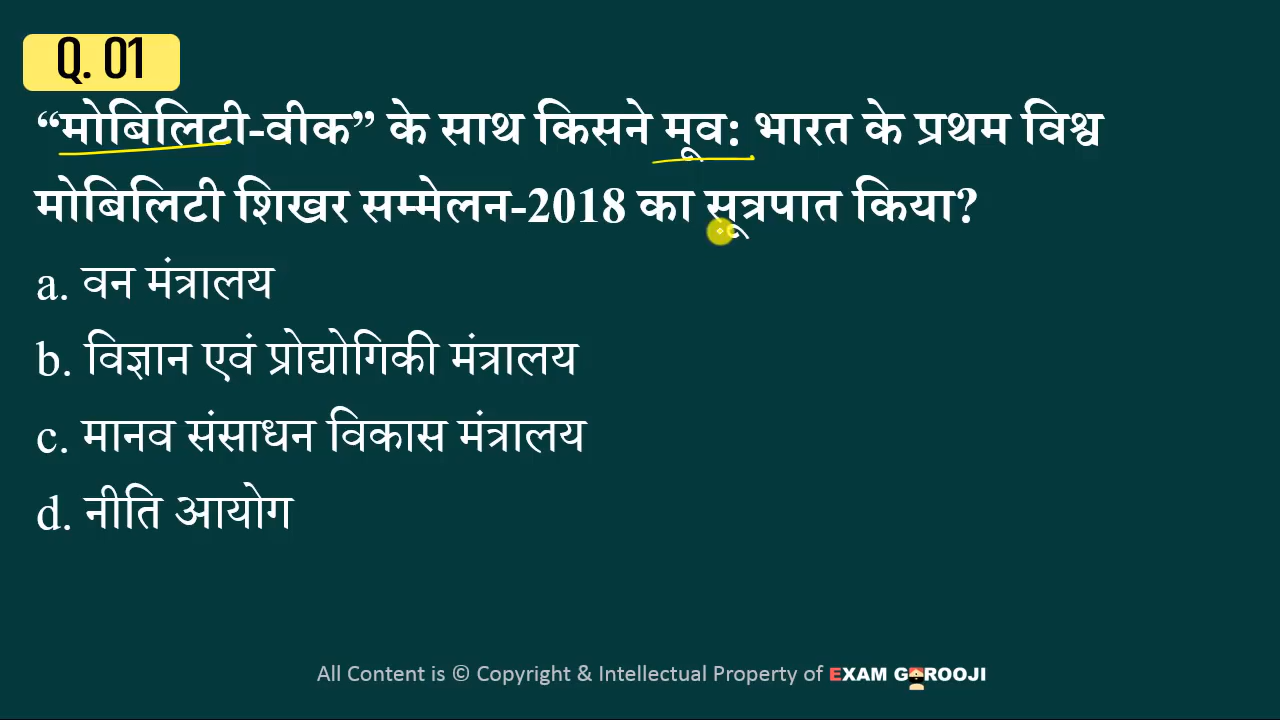 Q. 01
“मोबिलिटी-वीक” के साथ किसने मूव: भारत के प्रथम विश्व
मोबिलिटी शिखर सम्मेलन-2018 का सूत्रपात किया?
a. वन मंत्रालय
b. विज्ञान एवं प्रोद्योगिकी मंत्रालय
c. मानव संसाधन विकास मंत्रालय
d. नीति आयोग
All Content is © Copyright & Intellectual Property of EXAM GUROOJI